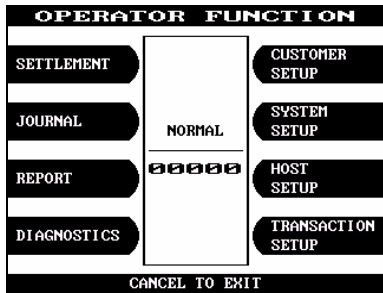 OPERATOR FUNCTION
SETTLEMENT
CUSTOMER
SETUP
JOURNAL
SYSTEM
SETUP
NORMAL
00000
REPORT
HOST
SETUP
DIAGNOSTICS
TRANSACTION
SETUP
CANCEL TO EXIT